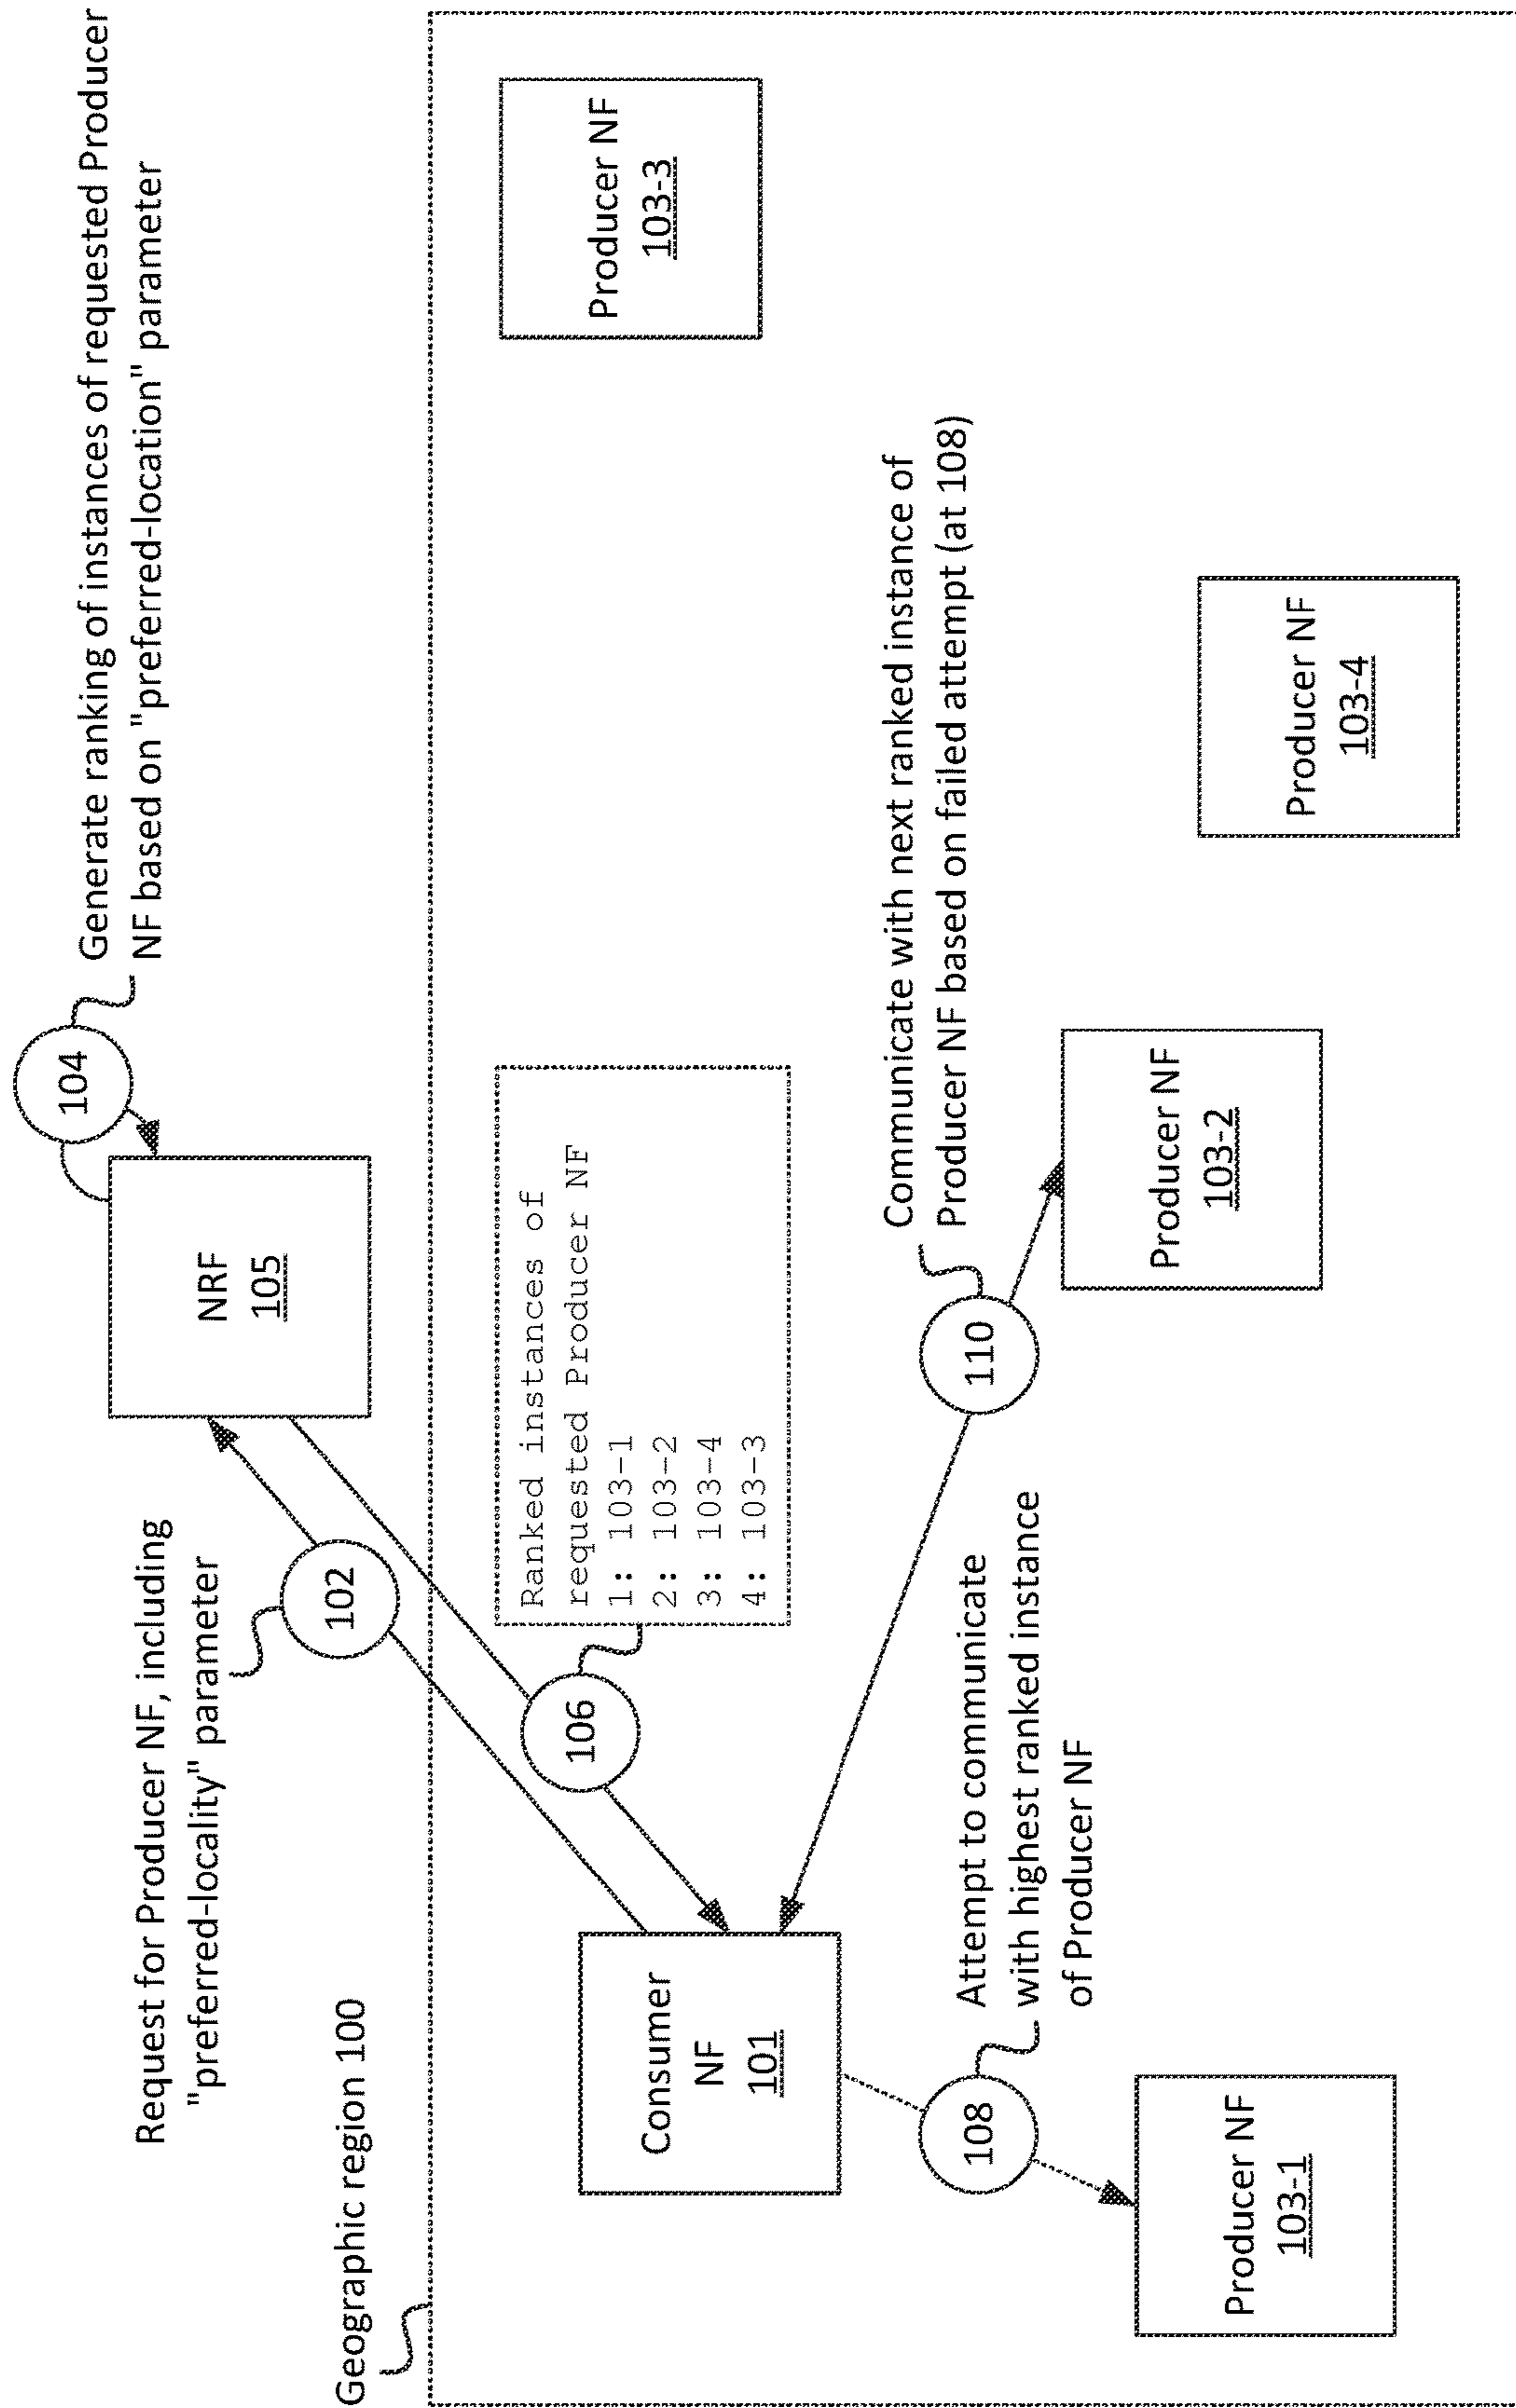 Geographic region 100
Request for Producer NF, including
"preferred-locality" parameter
102
NRF
105
104
Generate ranking of instances of requested Producer
NF based on "preferred-location" parameter
106
Ranked instances of
requested Producer NF
1: 103-1
2: 103-2
3: 103-4
4: 103-3
Consumer
NF
101
108
Attempt to communicate
with highest ranked instance
of Producer NF
110
Communicate with next ranked instance of
Producer NF based on failed attempt (at 108)
Producer NF
103-1
Producer NF
103-2
Producer NF
103-4
Producer NF
103-3